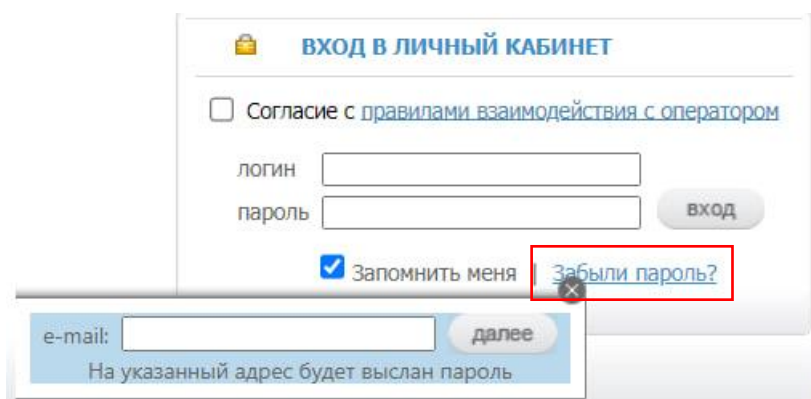 ВХОД В ЛИЧНЫЙ КАБИНЕТ
Согласие с правилами взаимодействия с оператором
логин
пароль
вход
Запомнить меня | Забыли пароль?
e-mail:
далее
На указанный адрес будет выслан пароль